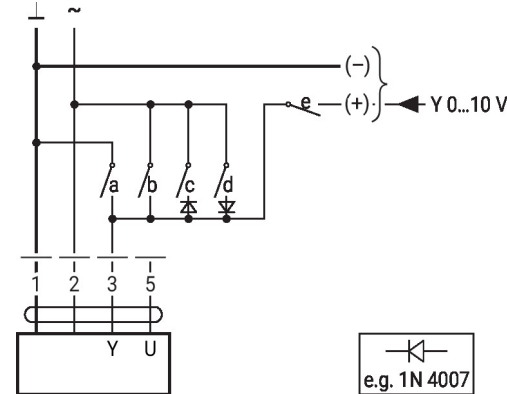 ⊥ ~
(−)
e (+) Y 0...10 V
a b c d
1 2 3 5
Y U
e.g. 1N 4007